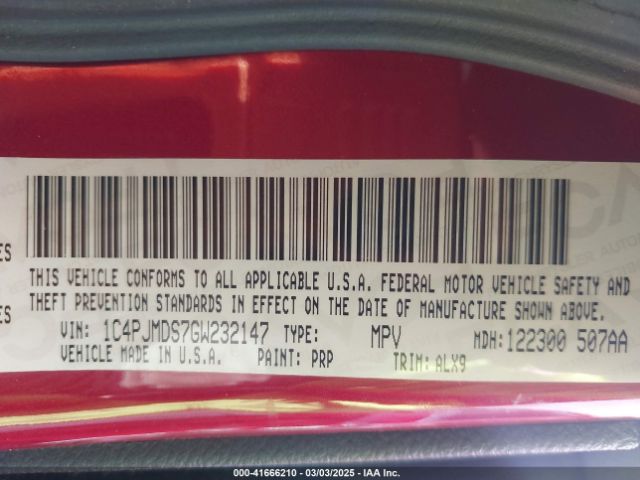 ES
THIS VEHICLE CONFORMS TO ALL APPLICABLE U.S.A. FEDERAL MOTOR VEHICLE SAFETY AND
THEFT PREVENTION STANDARDS IN EFFECT ON THE DATE OF MANUFACTURE SHOWN ABOVE.
ES
VIN: 1C4PJMDS7GW232147 TYPE: MPV MDH:122300 507AA
VEHICLE MADE IN U.S.A. PAINT: PRP TRIM: ALX9
000-41666210 - 03/03/2025 - IAA Inc.